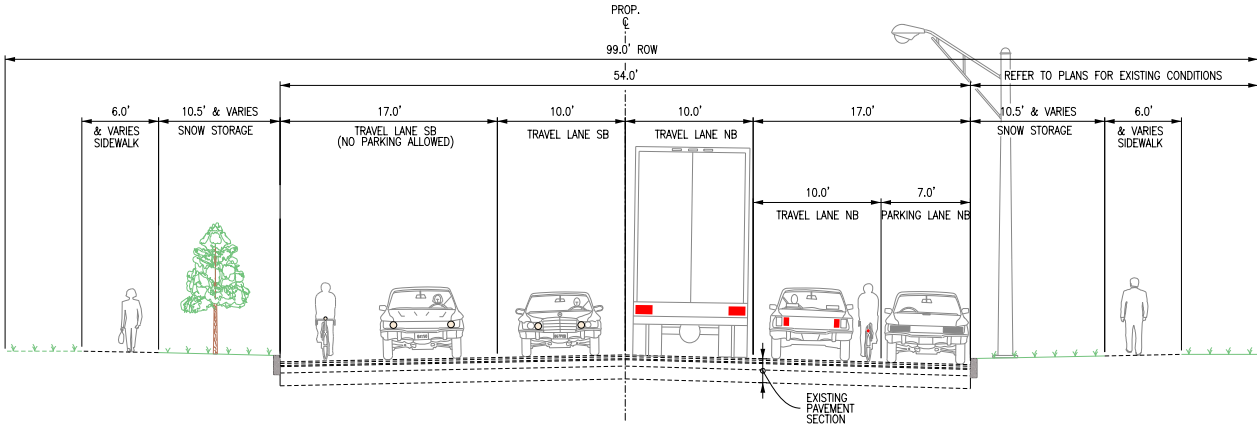 PROP.
℄
99.0' ROW
54.0'
REFER TO PLANS FOR EXISTING CONDITIONS
6.0'
10.5' & VARIES
17.0'
10.0'
10.0'
17.0'
10.5' & VARIES
6.0'
& VARIES
SIDEWALK
SNOW STORAGE
TRAVEL LANE SB
(NO PARKING ALLOWED)
TRAVEL LANE SB
TRAVEL LANE NB
SNOW STORAGE
& VARIES
SIDEWALK
10.0'
7.0'
TRAVEL LANE NB
PARKING LANE NB
EXISTING
PAVEMENT
SECTION